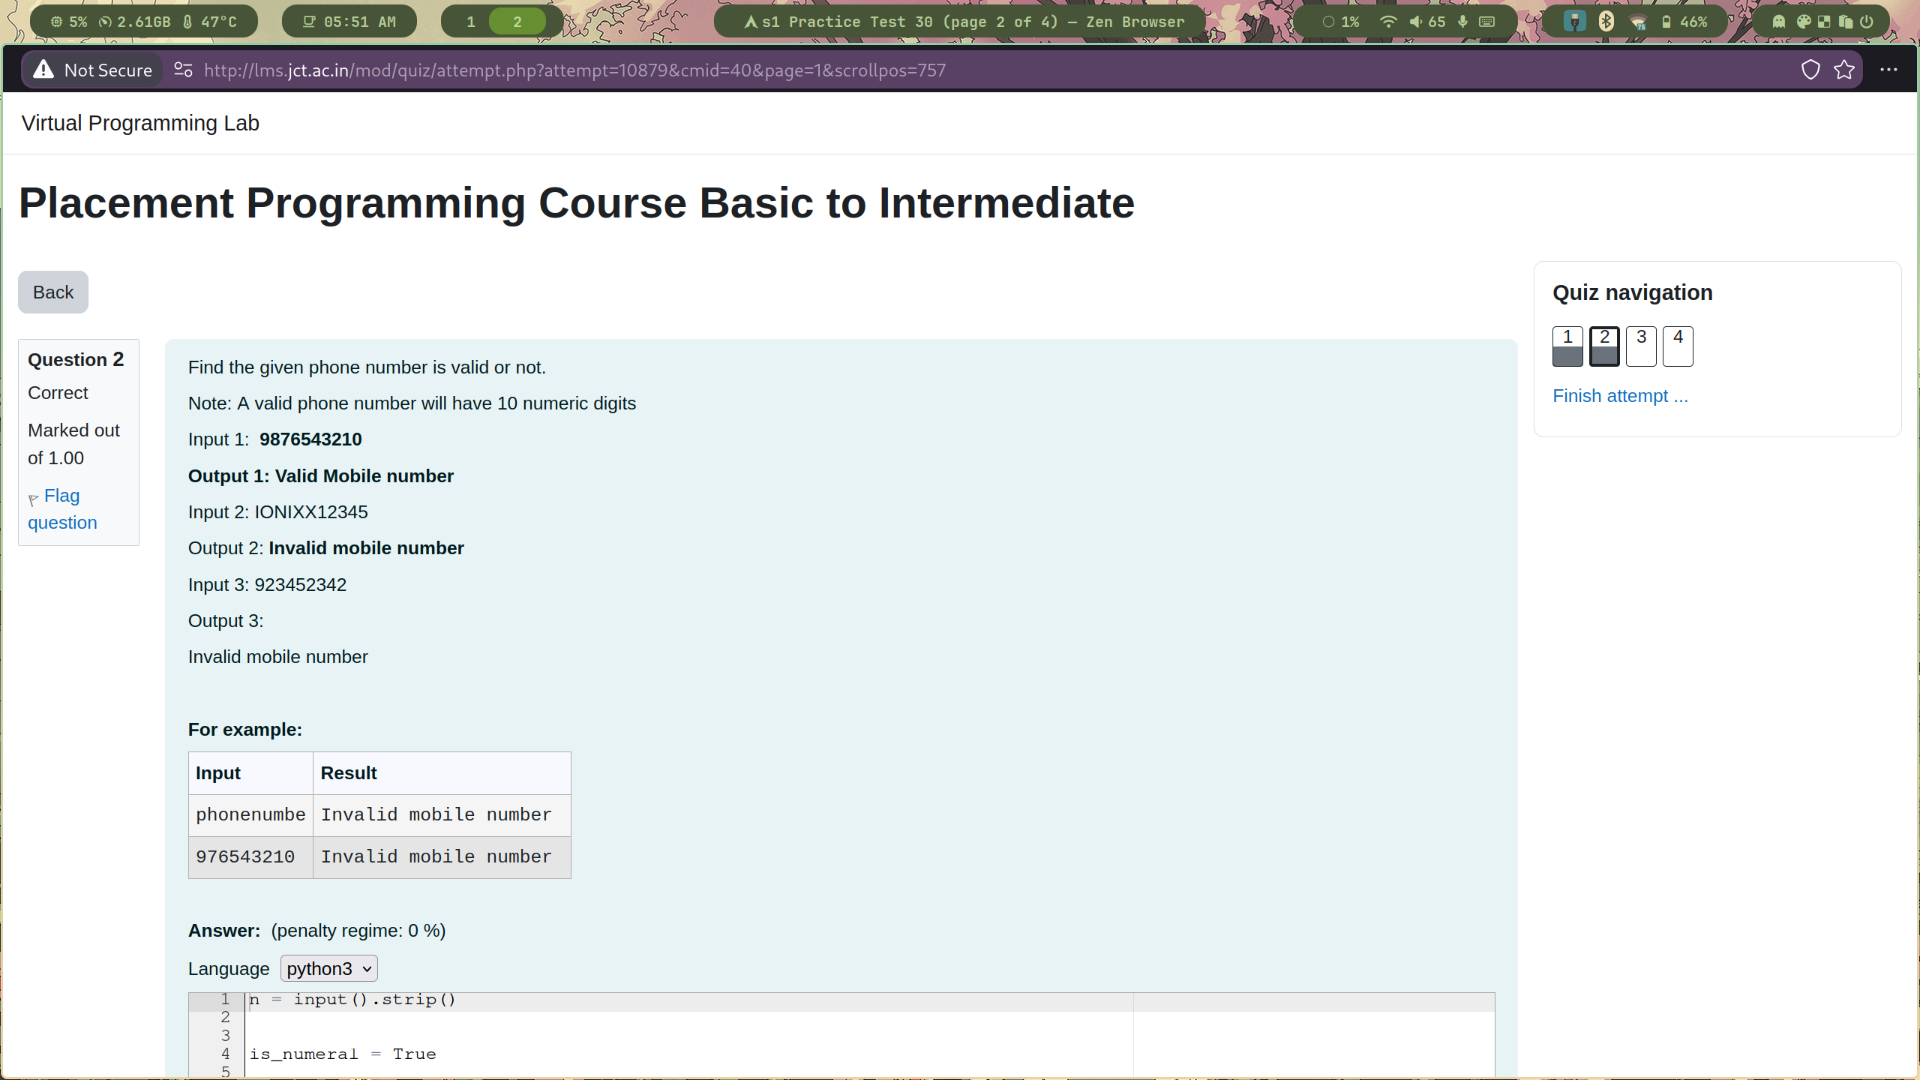 5% 2.61GB 47°C 05:51 AM 1 2 s1 Practice Test 30 (page 2 of 4) — Zen Browser 1% 65 46%
Not Secure http://lms.jct.ac.in/mod/quiz/attempt.php?attempt=10879&cmid=40&page=1&scrollpos=757
Virtual Programming Lab
Placement Programming Course Basic to Intermediate
Back
Question 2
Correct
Marked out
of 1.00
Flag
question
Find the given phone number is valid or not.
Note: A valid phone number will have 10 numeric digits
Input 1: 9876543210
Output 1: Valid Mobile number
Input 2: IONIXX12345
Output 2: Invalid mobile number
Input 3: 923452342
Output 3:
Invalid mobile number
For example:
Input Result
phonenumbe Invalid mobile number
976543210 Invalid mobile number
Answer: (penalty regime: 0 %)
Language python3
1 n = input().strip()
2
3
4 is_numeral = True
5
Quiz navigation
1 2 3 4
Finish attempt ...